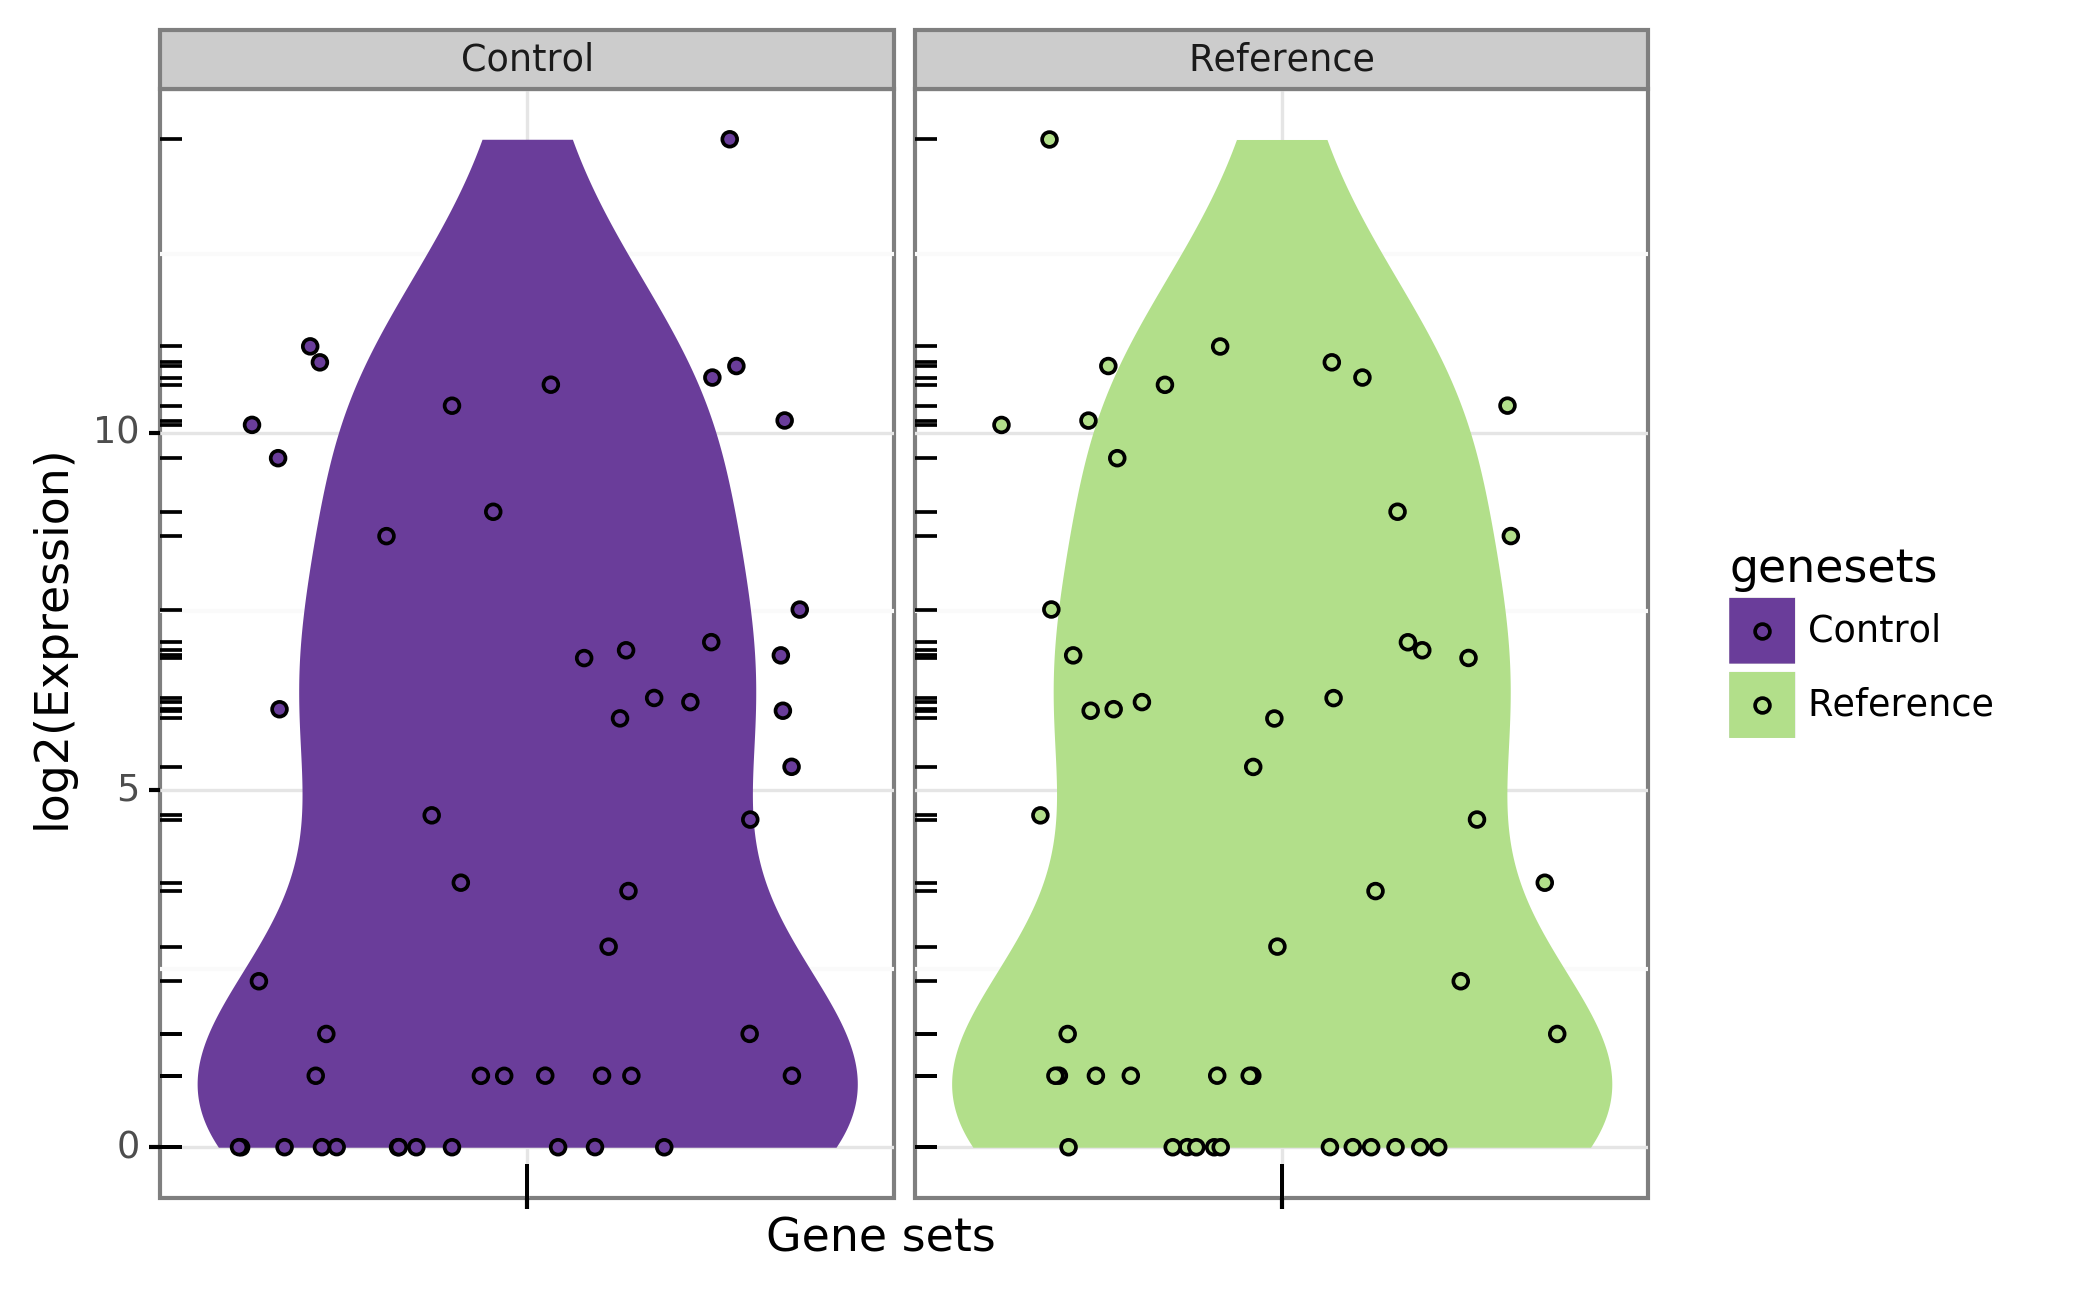 Control
Reference
log2(Expression)
10
5
0
Gene sets
genesets
Control
Reference